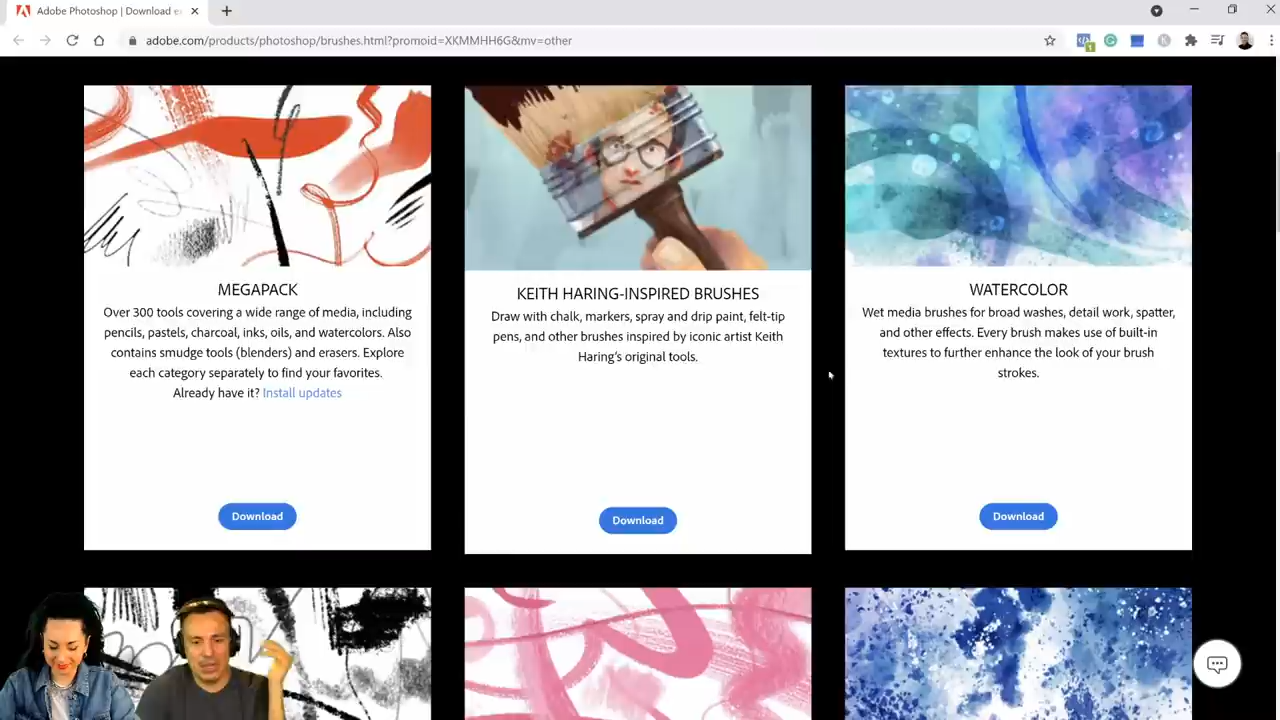 Adobe Photoshop | Download e
adobe.com/products/photoshop/brushes.html?promoid=XKMMHH6G&mv=other
MEGAPACK
Over 300 tools covering a wide range of media, including
pencils, pastels, charcoal, inks, oils, and watercolors. Also
contains smudge tools (blenders) and erasers. Explore
each category separately to find your favorites.
Already have it? Install updates
Download
KEITH HARING-INSPIRED BRUSHES
Draw with chalk, markers, spray and drip paint, felt-tip
pens, and other brushes inspired by iconic artist Keith
Haring's original tools.
Download
WATERCOLOR
Wet media brushes for broad washes, detail work, spatter,
and other effects. Every brush makes use of built-in
textures to further enhance the look of your brush
strokes.
Download